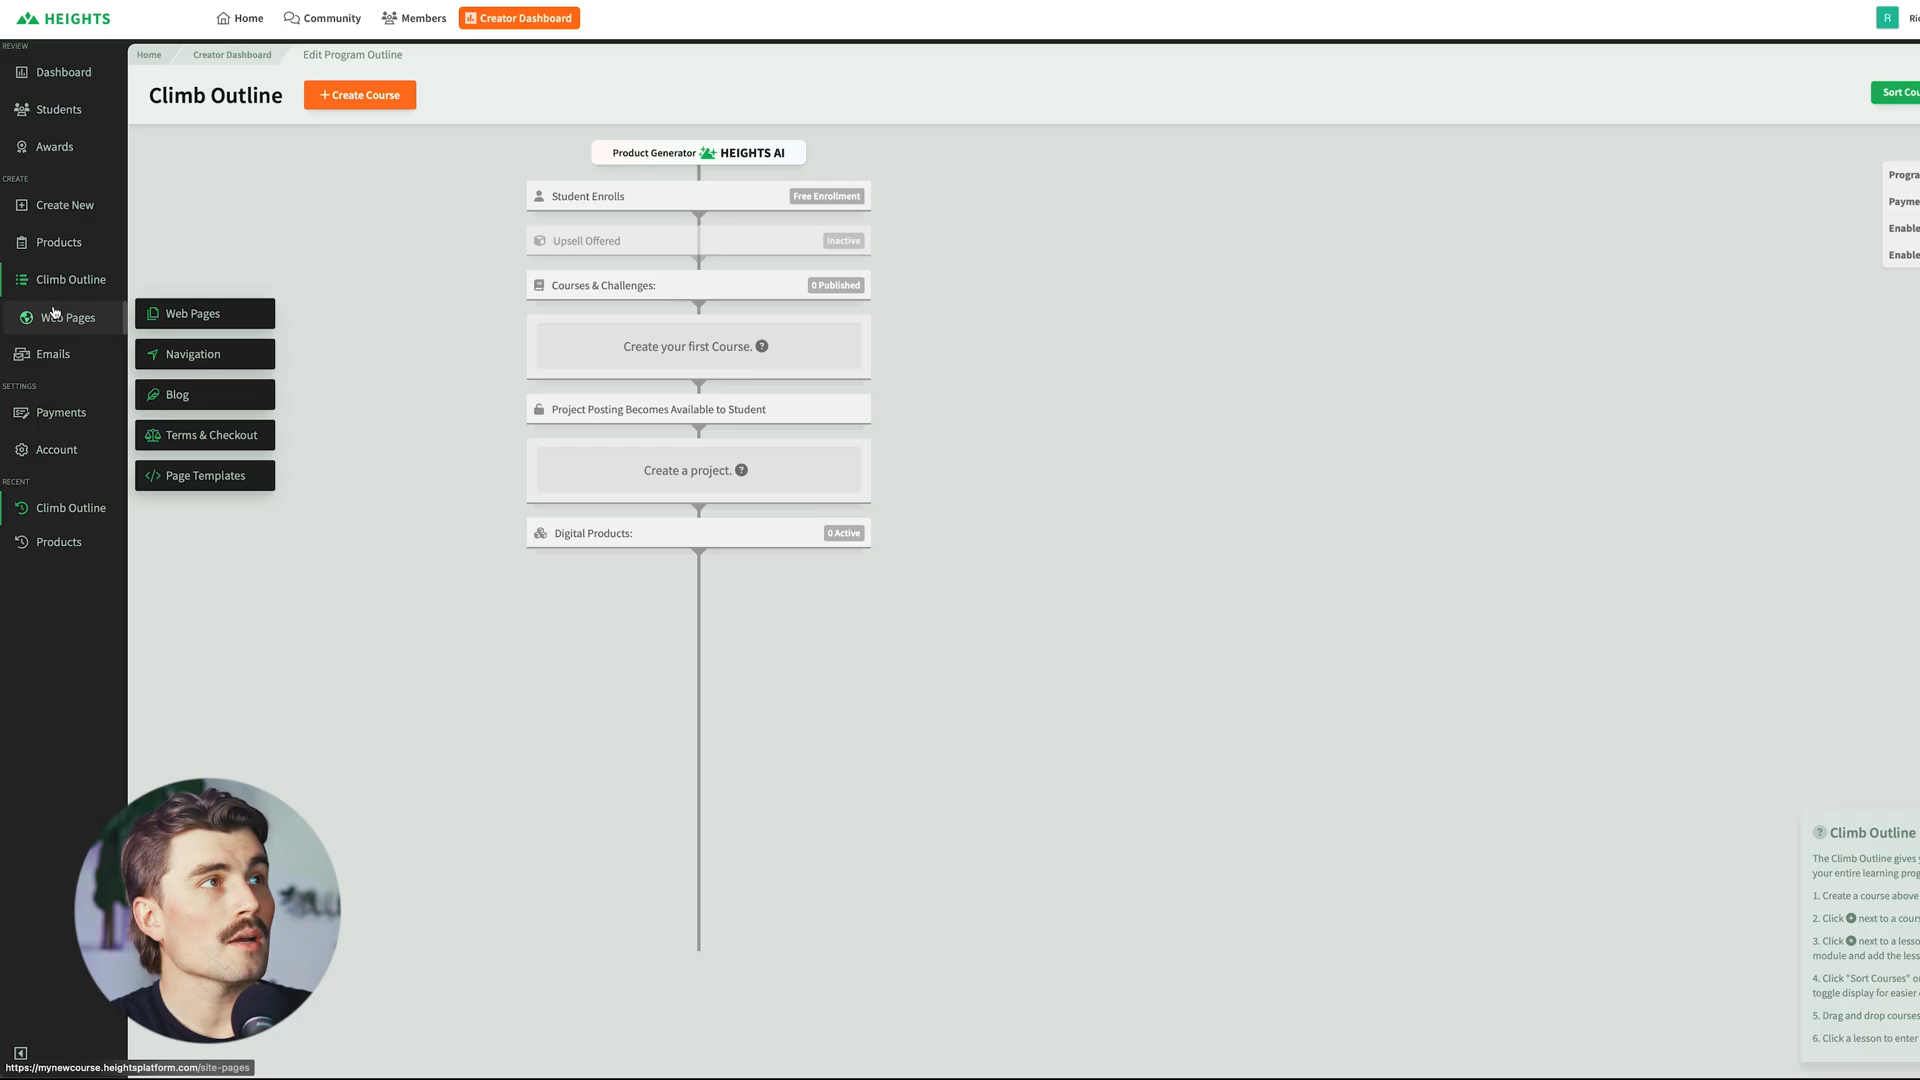 HEIGHTS
Home
Community
Members
Creator Dashboard
R
Ric
REVIEW
Dashboard
Students
Awards
CREATE
Create New
Products
Climb Outline
Web Pages
Emails
SETTINGS
Payments
Account
RECENT
Climb Outline
Products
Home
Creator Dashboard
Edit Program Outline
Climb Outline
+ Create Course
Sort Cou
Web Pages
Navigation
Blog
Terms & Checkout
Page Templates
Product Generator HEIGHTS AI
Student Enrolls
Free Enrollment
Upsell Offered
Inactive
Courses & Challenges:
0 Published
Create your first Course. ?
Project Posting Becomes Available to Student
Create a project. ?
Digital Products:
0 Active
Progra
Payme
Enable
Enable
? Climb Outline
The Climb Outline gives y
your entire learning prog
1. Create a course above
2. Click + next to a cours
3. Click + next to a lesso
module and add the less
4. Click "Sort Courses" or
toggle display for easier
5. Drag and drop courses
6. Click a lesson to enter
https://mynewcourse.heightsplatform.com/site-pages